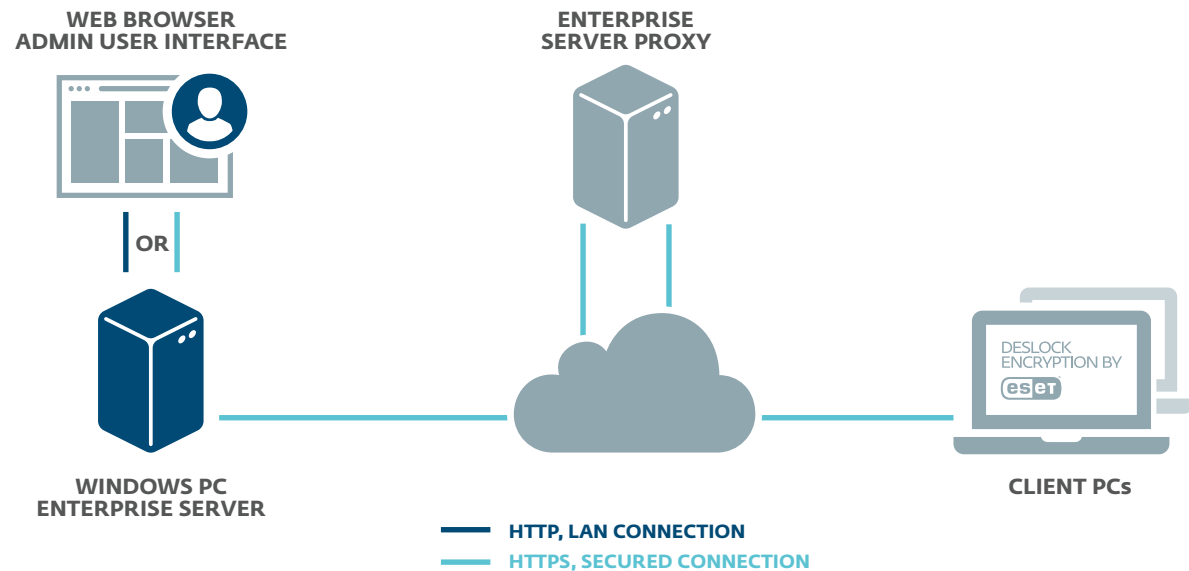 WEB BROWSER
ADMIN USER INTERFACE
ENTERPRISE
SERVER PROXY
OR
DESLOCK
ENCRYPTION BY
eseT
WINDOWS PC
ENTERPRISE SERVER
CLIENT PCs
HTTP, LAN CONNECTION
HTTPS, SECURED CONNECTION